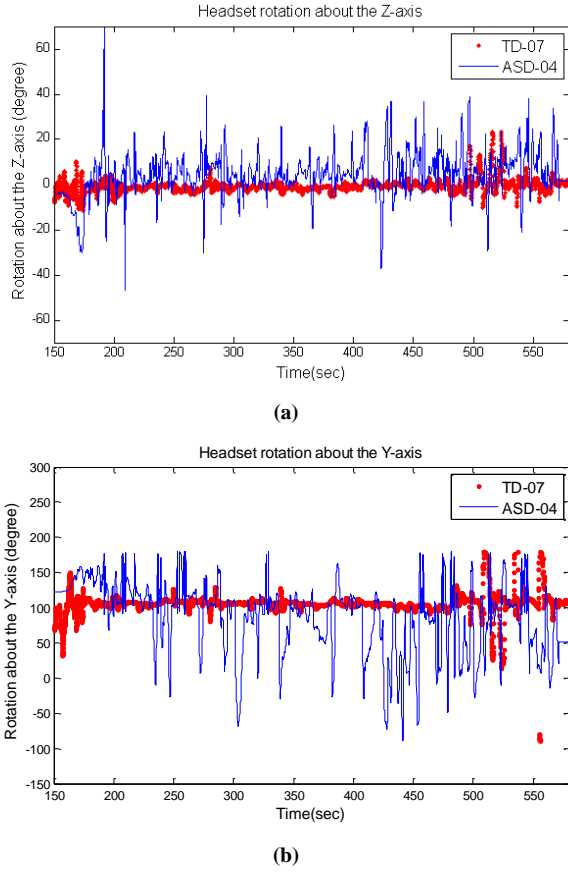 Headset rotation about the Z-axis
Rotation about the Z-axis (degree)
60
40
20
0
-20
-40
-60
TD-07
ASD-04
150 200 250 300 350 400 450 500 550
Time(sec)
(a)
Headset rotation about the Y-axis
Rotation about the Y-axis (degree)
300
250
200
150
100
50
0
-50
-100
-150
TD-07
ASD-04
150 200 250 300 350 400 450 500 550
Time(sec)
(b)